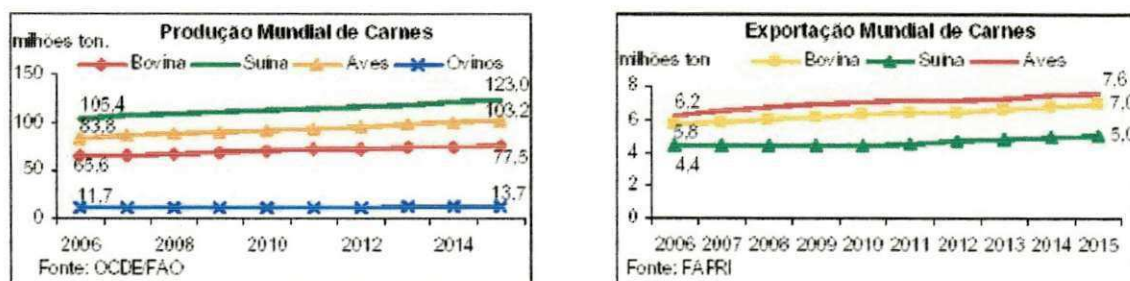 Produção Mundial de Carnes
milhões ton.
Bovina Suína Aves Ovinos
150
100
50
0
105,4
83,8
65,6
11,7
123,0
103,2
77,5
13,7
2006 2008 2010 2012 2014
Fonte: OCDE/FAO
Exportação Mundial de Carnes
milhões ton
Bovina Suína Aves
8
6
4
2
0
6,2
5,8
4,4
7,6
7,0
2006 2007 2008 2009 2010 2011 2012 2013 2014 2015
Fonte: FAPRI